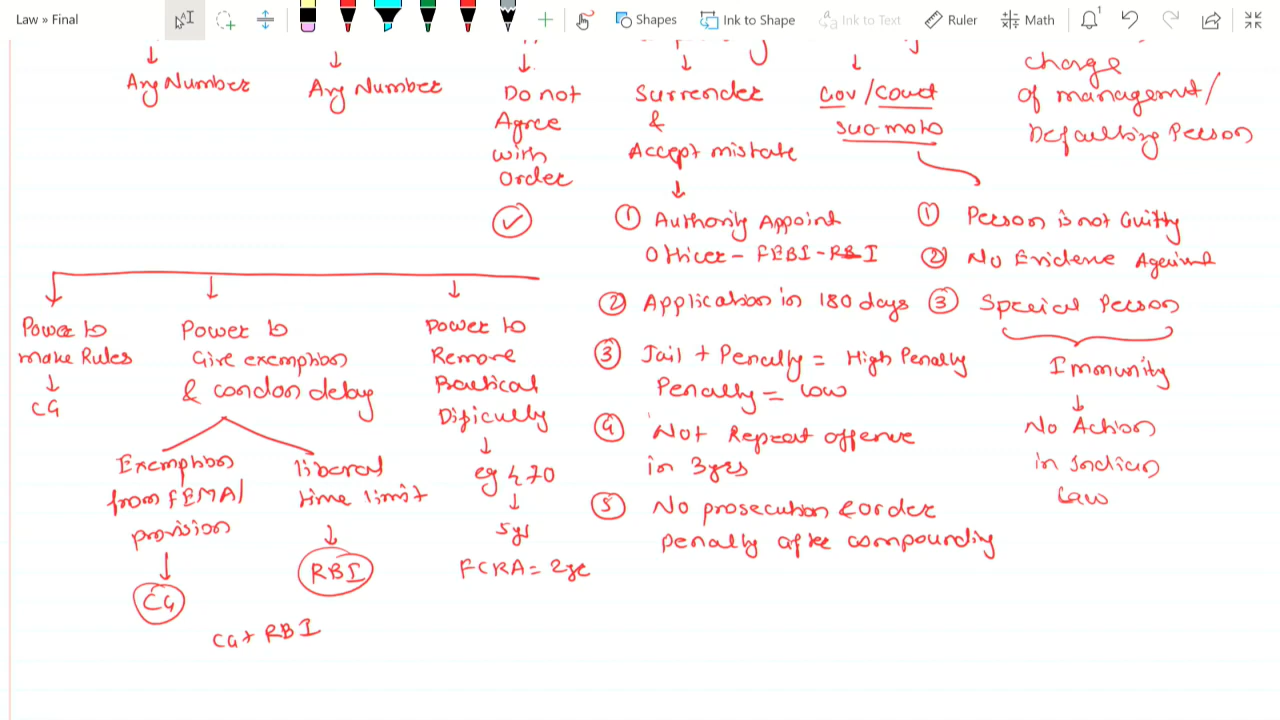 Law » Final
Shapes
Ink to Shape
Ink to Text
Ruler
Math
1
Any Number
Any Number
Do not
Agree
with
order
Surrender
&
Accept mistake
Gov / Court
suo-moto
charge
of managemt /
Defaulting Person
① Authority Appoint
Officer - FEBI - RBI
② Application in 180 days
③ Jail + Penalty = High Penalty
Penalty = Low
④ Not Repeat offence
in 3yrs
⑤ No prosecution & order
penalty after compounding
① Person is not Guilty
② No Evidence Against
③ Special Person
Immunity
No Action
in Indian
Law
Power to
make Rules
CG
Power to
Give exemption
& condon delay
Exemption
from FEMA /
provision
CG
liberal
time limit
RBI
CG + RBI
Power to
Remove
Practical
Dificulty
eg 470
5yr
FCRA = 2yr